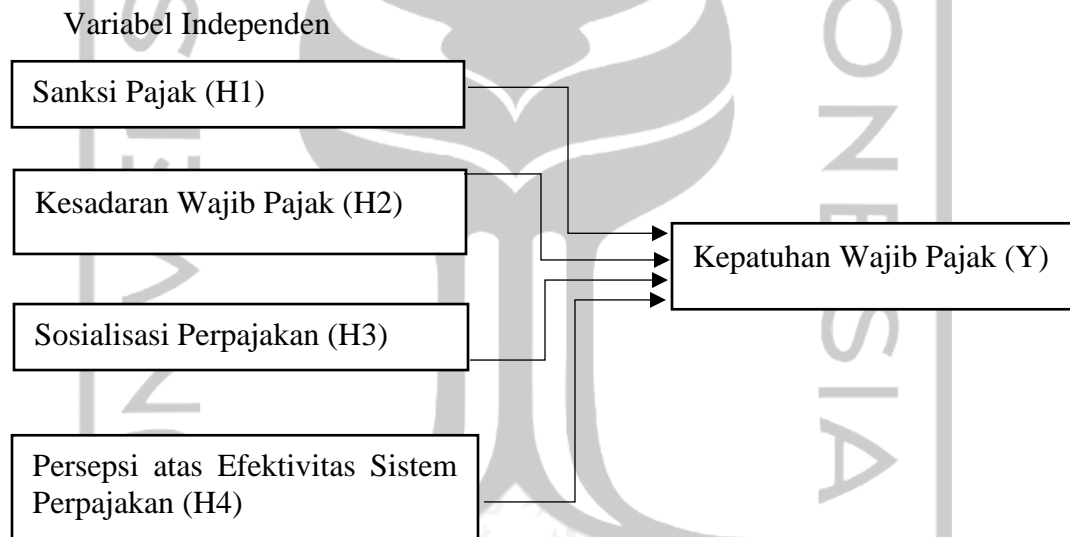 Variabel Independen
Sanksi Pajak (H1)
Kesadaran Wajib Pajak (H2)
Kepatuhan Wajib Pajak (Y)
Sosialisasi Perpajakan (H3)
Persepsi atas Efektivitas Sistem
Perpajakan (H4)